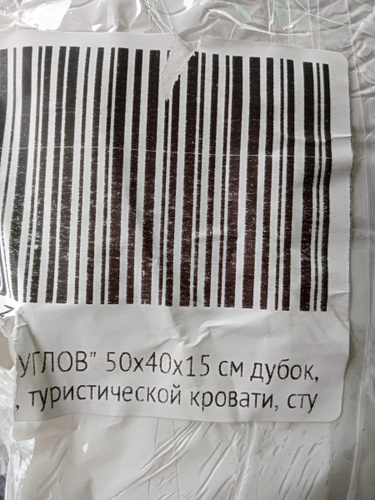 УГЛОВ" 50x40x15 см дубок,
, туристической кровати, сту